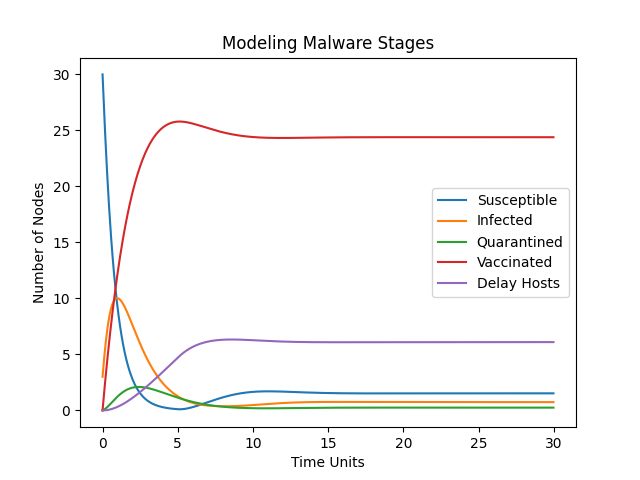 Modeling Malware Stages
Number of Nodes
30
25
20
15
10
5
0
Susceptible
Infected
Quarantined
Vaccinated
Delay Hosts
0 5 10 15 20 25 30
Time Units